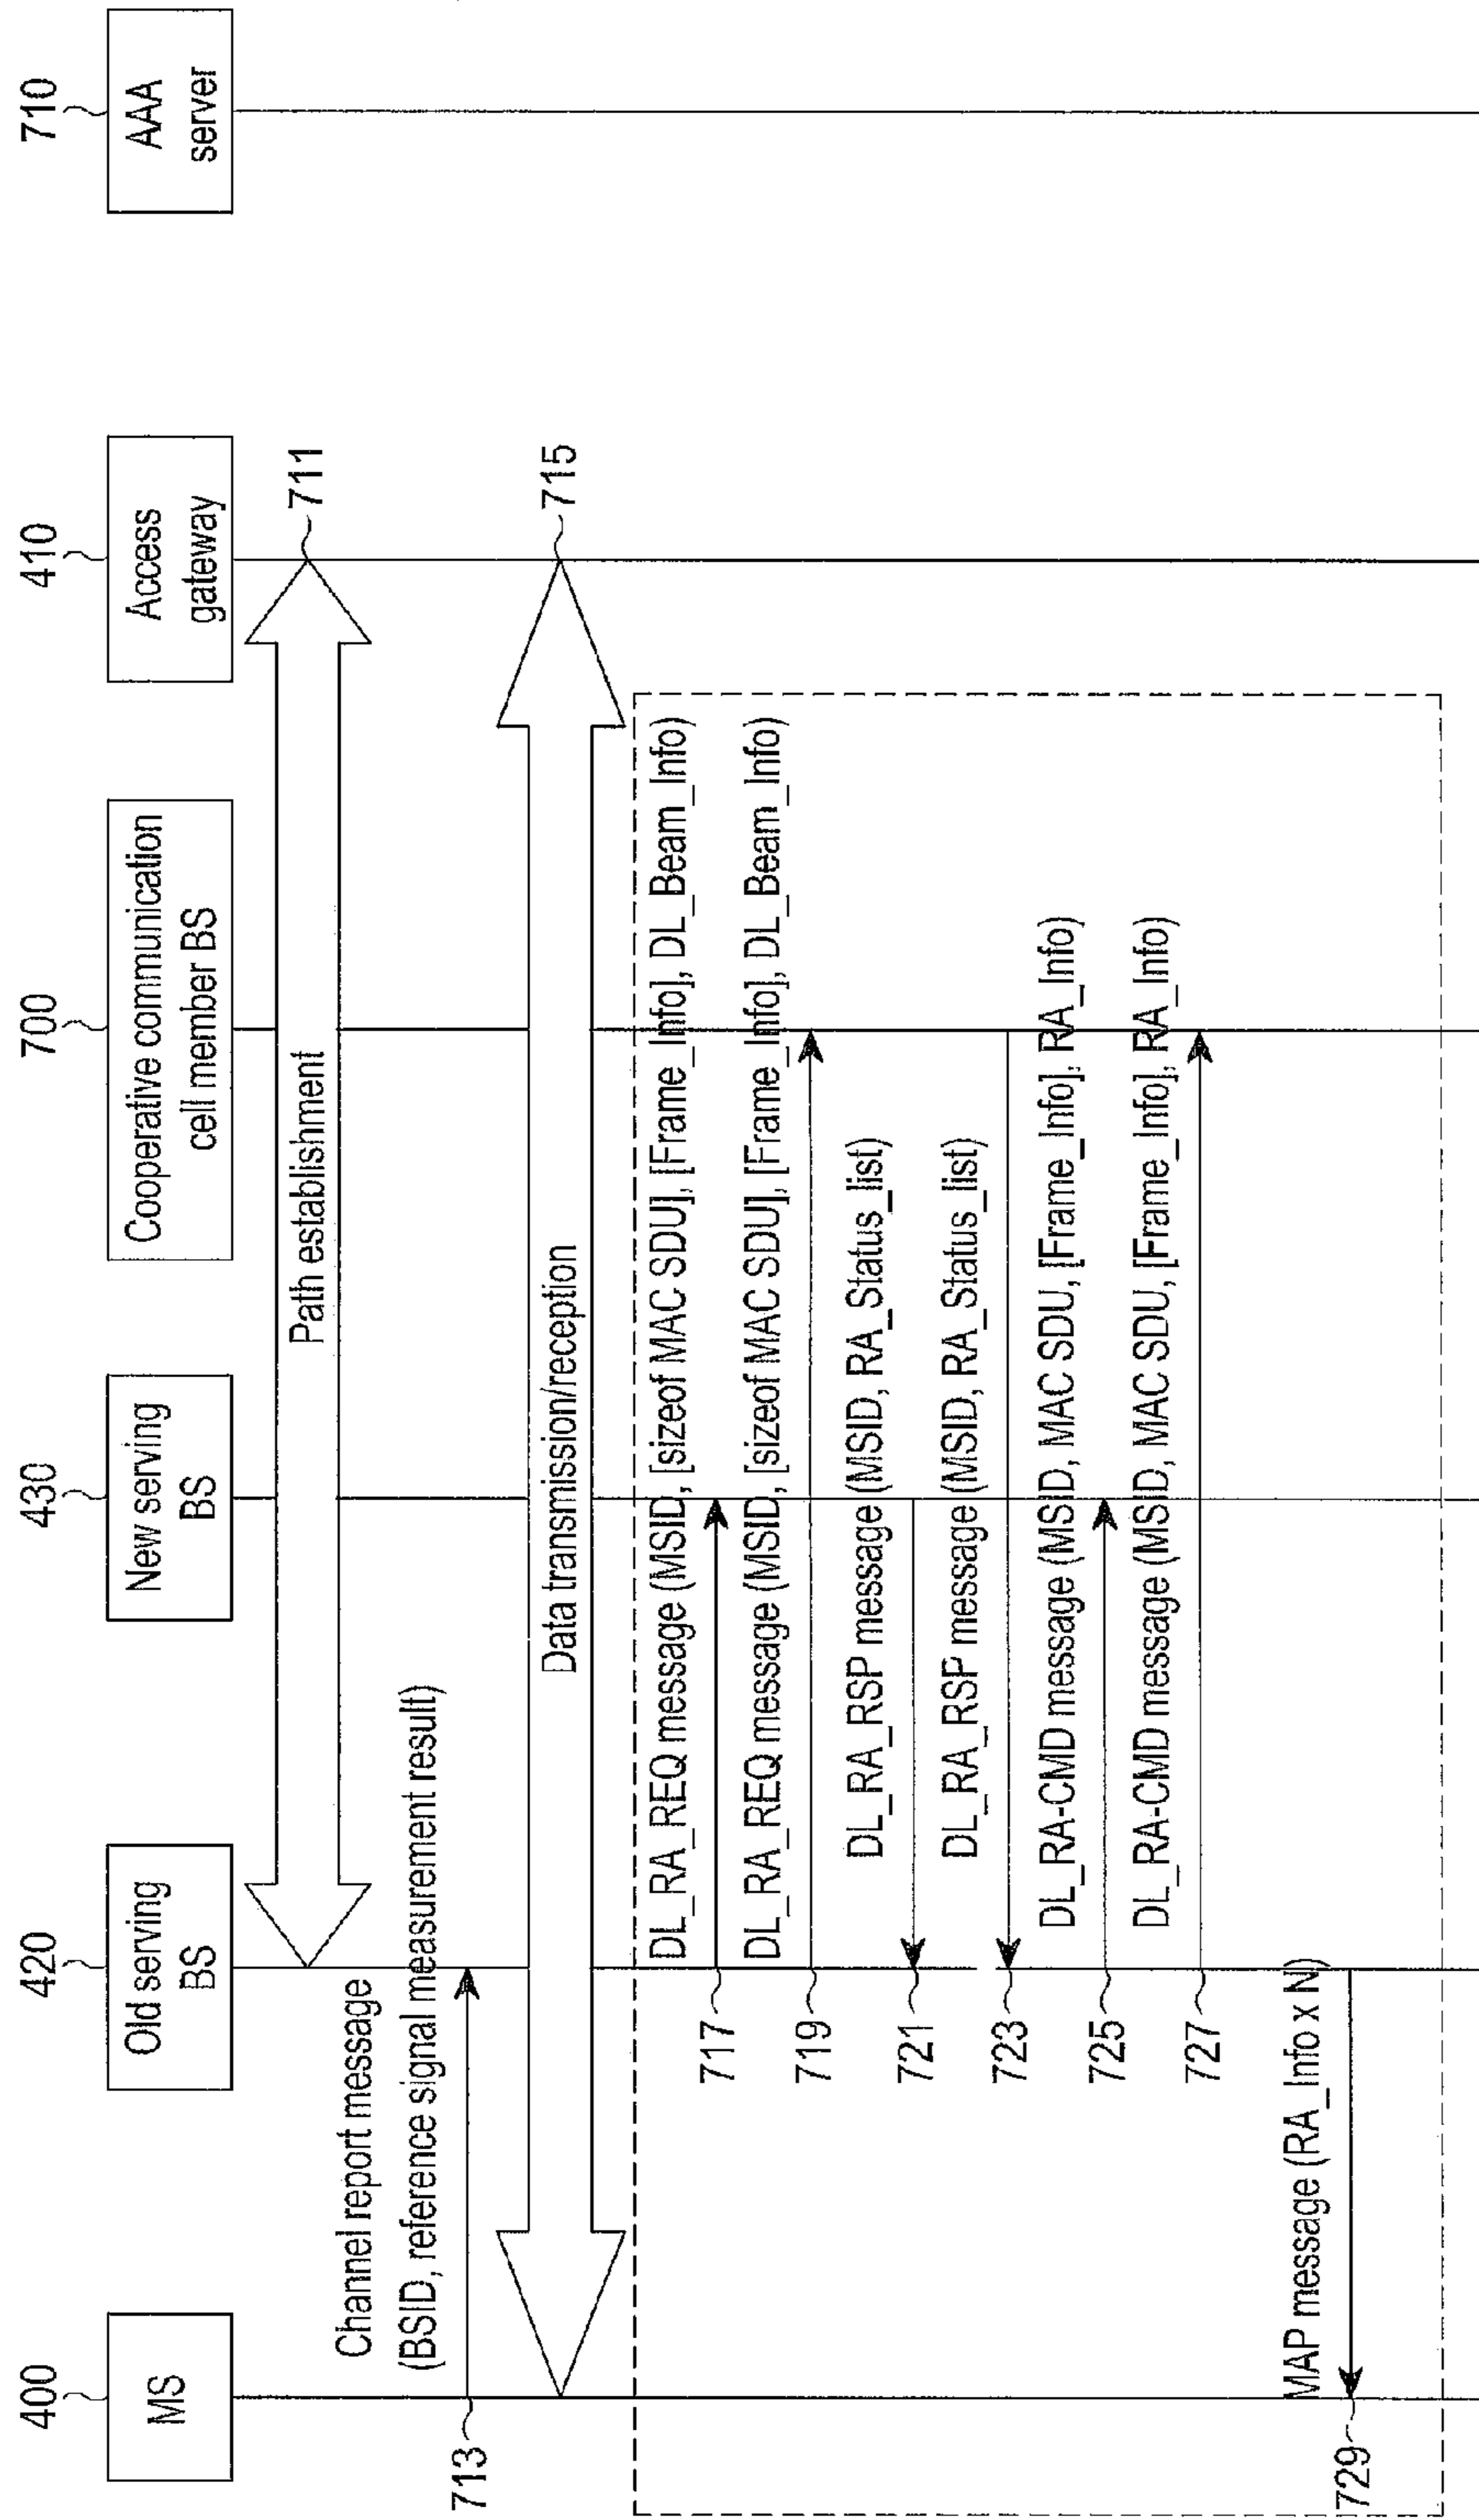 400
MS
420
Old serving
BS
430
New serving
BS
700
Cooperative communication
cell member BS
410
Access
gateway
710
AAA
server
Path establishment
711
Channel report message
(BSID, reference signal measurement result)
713
Data transmission/reception
715
DL_RA_REQ message (MSID, [sizeof MAC SDU], [Frame_Info], DL_Beam_Info)
717
DL_RA_REQ message (MSID, [sizeof MAC SDU], [Frame_Info], DL_Beam_Info)
719
DL_RA_RSP message (MSID, RA_Status_list)
721
DL_RA_RSP message (MSID, RA_Status_list)
723
DL_RA-CMD message (MSID, MAC SDU, [Frame_Info], RA_Info)
725
DL_RA-CMD message (MSID, MAC SDU, [Frame_Info], RA_Info)
727
MAP message (RA_Info x N)
729